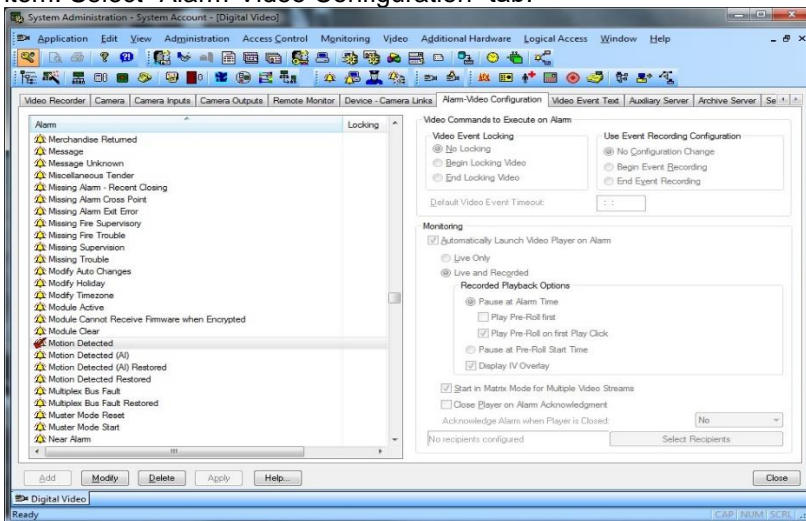 item. Select "Alarm-Video Configuration" tab.
System Administration - System Account - [Digital Video]
Application Edit View Administration Access Control Monitoring Video Additional Hardware Logical Access Window Help
Video Recorder Camera Camera Inputs Camera Outputs Remote Monitor Device - Camera Links Alarm-Video Configuration Video Event Text Auxiliary Server Archive Server Se
Alarm Locking
Merchandise Returned
Message
Message Unknown
Miscellaneous Tender
Missing Alarm - Recent Closing
Missing Alarm Cross Point
Missing Alarm Exit Error
Missing Fire Supervisory
Missing Fire Trouble
Missing Supervision
Missing Trouble
Modify Auto Changes
Modify Holiday
Modify Timezone
Module Active
Module Cannot Receive Firmware when Encrypted
Module Clear
Motion Detected
Motion Detected (AI)
Motion Detected (AI) Restored
Motion Detected Restored
Multiplex Bus Fault
Multiplex Bus Fault Restored
Muster Mode Reset
Muster Mode Start
Near Alarm
Video Commands to Execute on Alarm
Video Event Locking
No Locking
Begin Locking Video
End Locking Video
Use Event Recording Configuration
No Configuration Change
Begin Event Recording
End Event Recording
Default Video Event Timeout: : :
Monitoring
Automatically Launch Video Player on Alarm
Live Only
Live and Recorded
Recorded Playback Options
Pause at Alarm Time
Play Pre-Roll first
Play Pre-Roll on first Play Click
Pause at Pre-Roll Start Time
Display IV Overlay
Start in Matrix Mode for Multiple Video Streams
Close Player on Alarm Acknowledgment
Acknowledge Alarm when Player is Closed: No
No recipients configured Select Recipients
Add Modify Delete Apply Help... Close
Digital Video
Ready CAP NUM SCRL